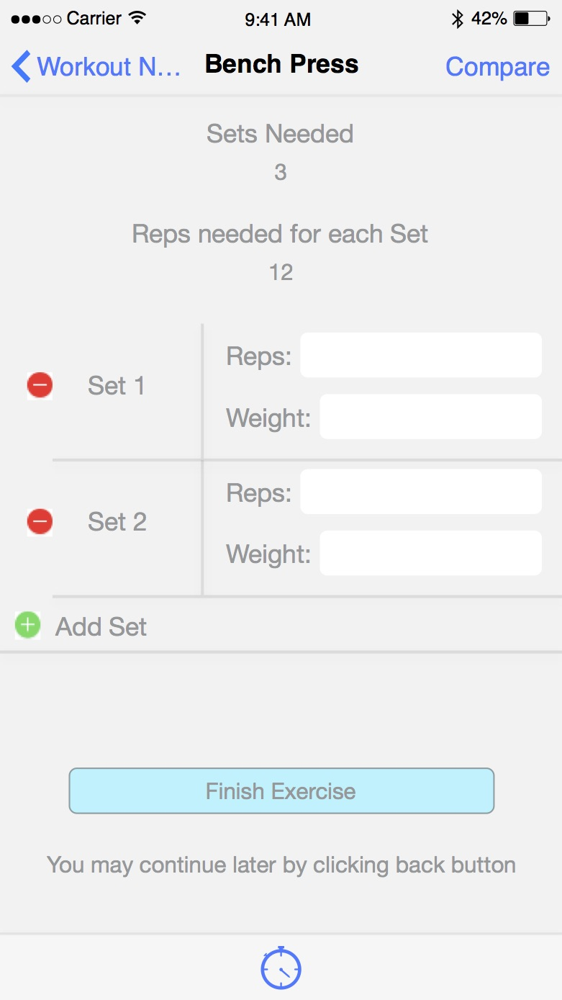 Carrier 9:41 AM 42%
Workout N... Bench Press Compare
Sets Needed
3
Reps needed for each Set
12
Reps:
Set 1
Weight:
Reps:
Set 2
Weight:
Add Set
Finish Exercise
You may continue later by clicking back button